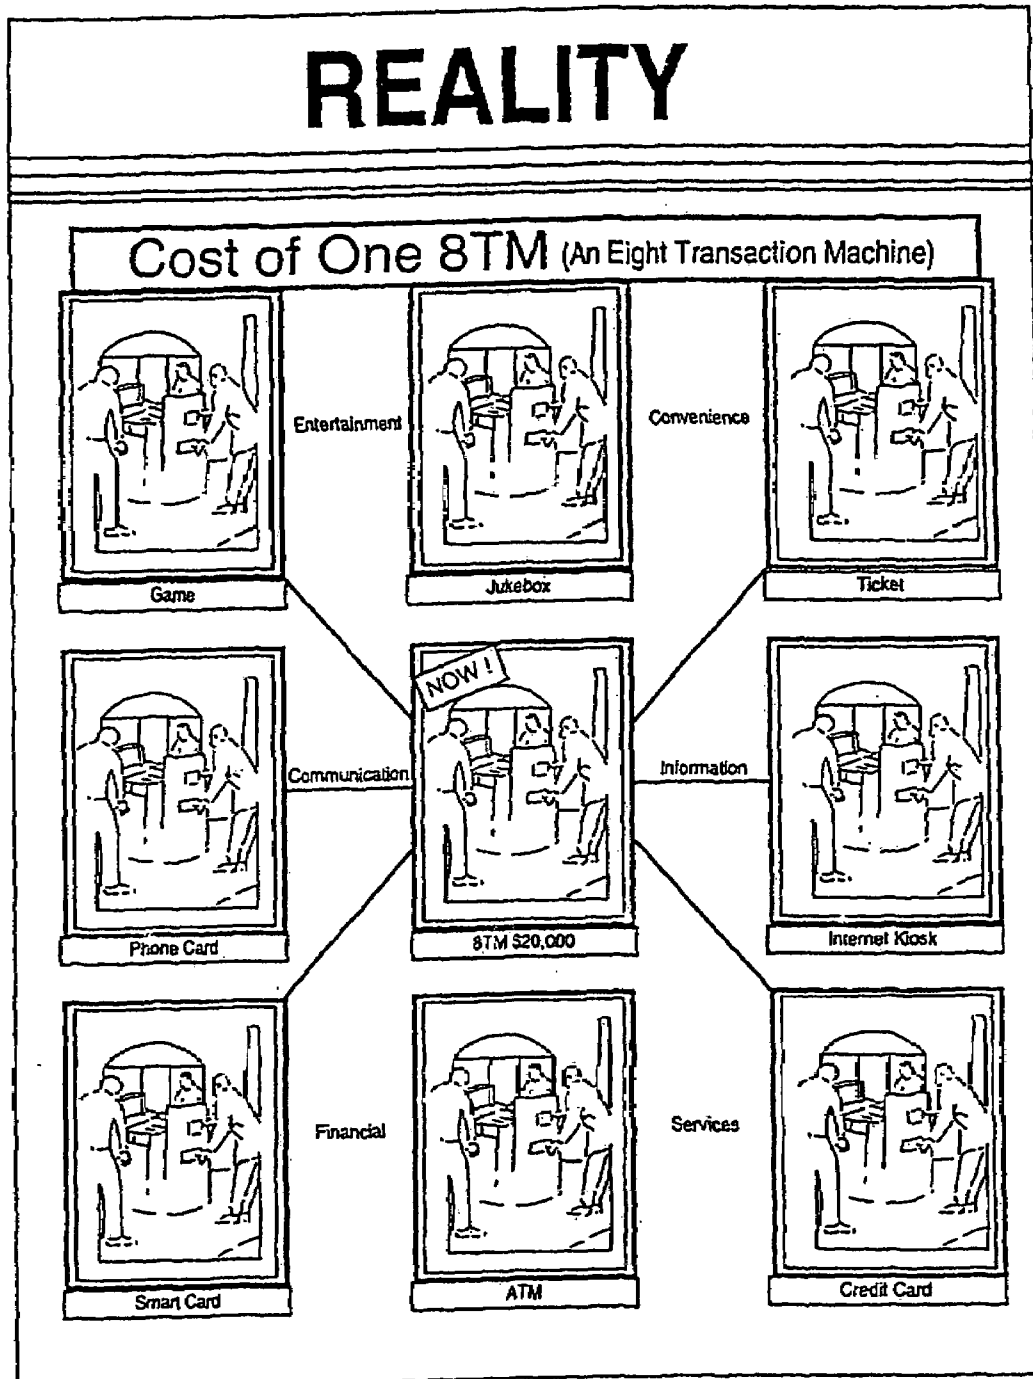 REALITY
Cost of One 8TM (An Eight Transaction Machine)
Entertainment
Convenience
Game
Jukebox
Ticket
NOW !
Communication
Information
Phone Card
8TM $20,000
Internet Kiosk
Financial
Services
Smart Card
ATM
Credit Card